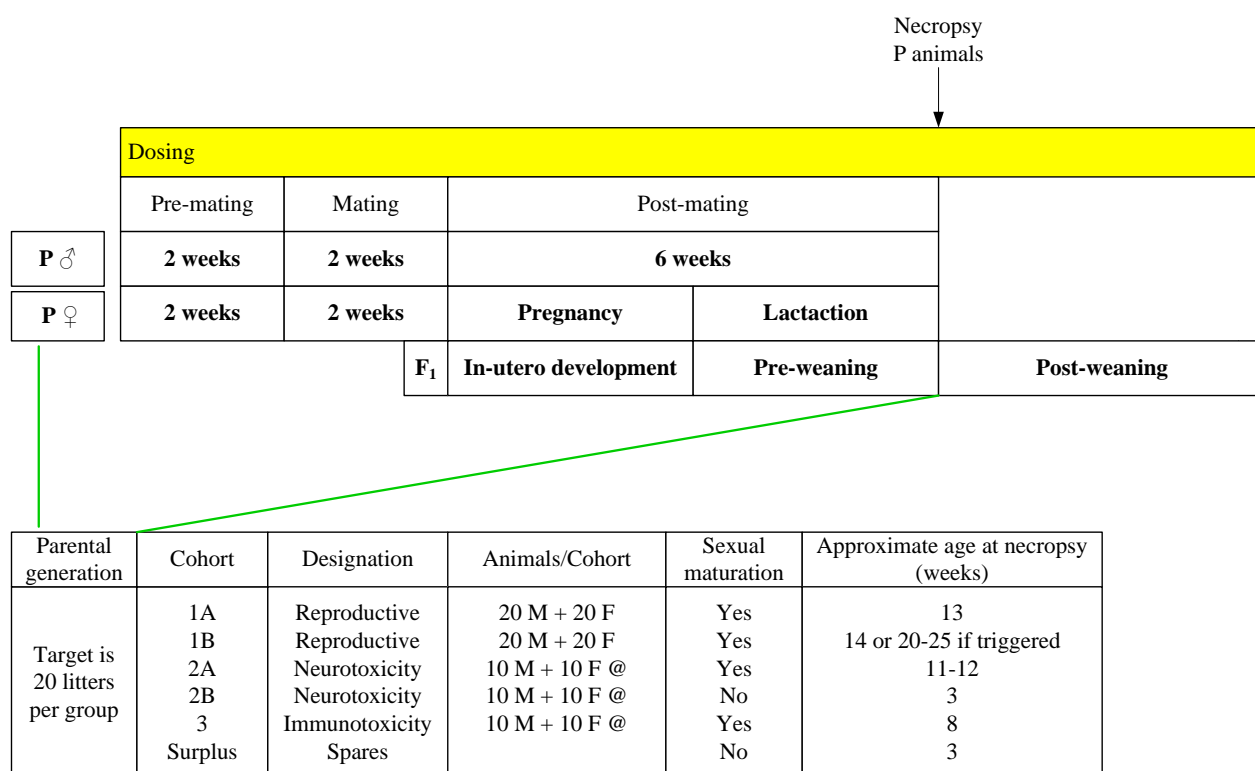 Necropsy
P animals
Dosing
Pre-mating Mating Post-mating
P ♂ 2 weeks 2 weeks 6 weeks
P ♀ 2 weeks 2 weeks Pregnancy Lactaction
F1 In-utero development Pre-weaning Post-weaning
Parental generation Cohort Designation Animals/Cohort Sexual maturation Approximate age at necropsy (weeks)
Target is 20 litters per group
1A Reproductive 20 M + 20 F Yes 13
1B Reproductive 20 M + 20 F Yes 14 or 20-25 if triggered
2A Neurotoxicity 10 M + 10 F @ Yes 11-12
2B Neurotoxicity 10 M + 10 F @ No 3
3 Immunotoxicity 10 M + 10 F @ Yes 8
Surplus Spares No 3